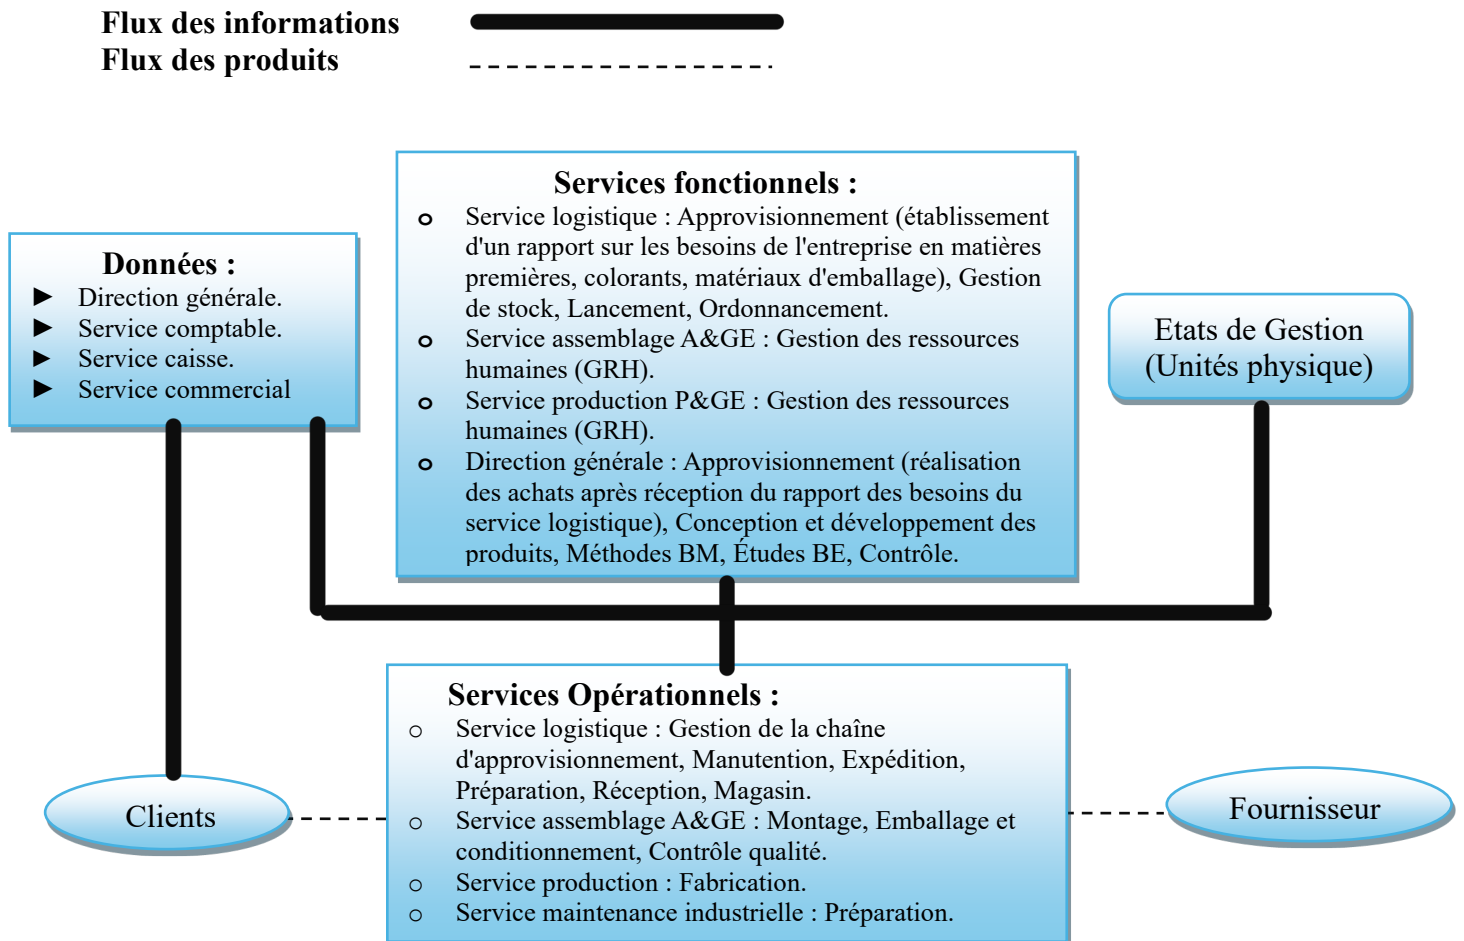 Flux des informations
Flux des produits
Services fonctionnels :
o Service logistique : Approvisionnement (établissement
d'un rapport sur les besoins de l'entreprise en matières
premières, colorants, matériaux d'emballage), Gestion
de stock, Lancement, Ordonnancement.
o Service assemblage A&GE : Gestion des ressources
humaines (GRH).
o Service production P&GE : Gestion des ressources
humaines (GRH).
o Direction générale : Approvisionnement (réalisation
des achats après réception du rapport des besoins du
service logistique), Conception et développement des
produits, Méthodes BM, Études BE, Contrôle.
Données :
► Direction générale.
► Service comptable.
► Service caisse.
► Service commercial
Etats de Gestion
(Unités physique)
Services Opérationnels :
o Service logistique : Gestion de la chaîne
d'approvisionnement, Manutention, Expédition,
Préparation, Réception, Magasin.
o Service assemblage A&GE : Montage, Emballage et
conditionnement, Contrôle qualité.
o Service production : Fabrication.
o Service maintenance industrielle : Préparation.
Clients
Fournisseur